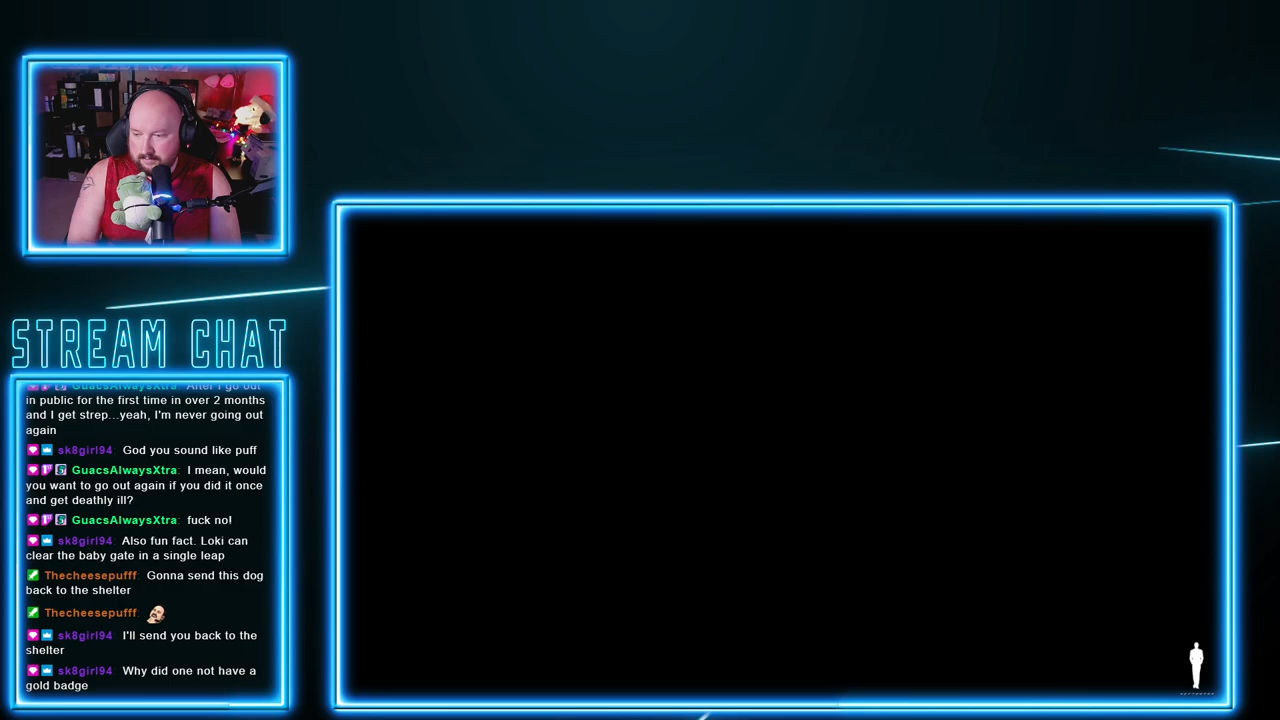 STREAM CHAT
GuacsAlwaysXtra: After I go out
in public for the first time in over 2 months
and I get strep...yeah, I'm never going out
again
sk8girl94: God you sound like puff
GuacsAlwaysXtra: I mean, would
you want to go out again if you did it once
and get deathly ill?
GuacsAlwaysXtra: fuck no!
sk8girl94: Also fun fact. Loki can
clear the baby gate in a single leap
Thecheesepufff: Gonna send this dog
back to the shelter
Thecheesepufff:
sk8girl94: I'll send you back to the
shelter
sk8girl94: Why did one not have a
gold badge